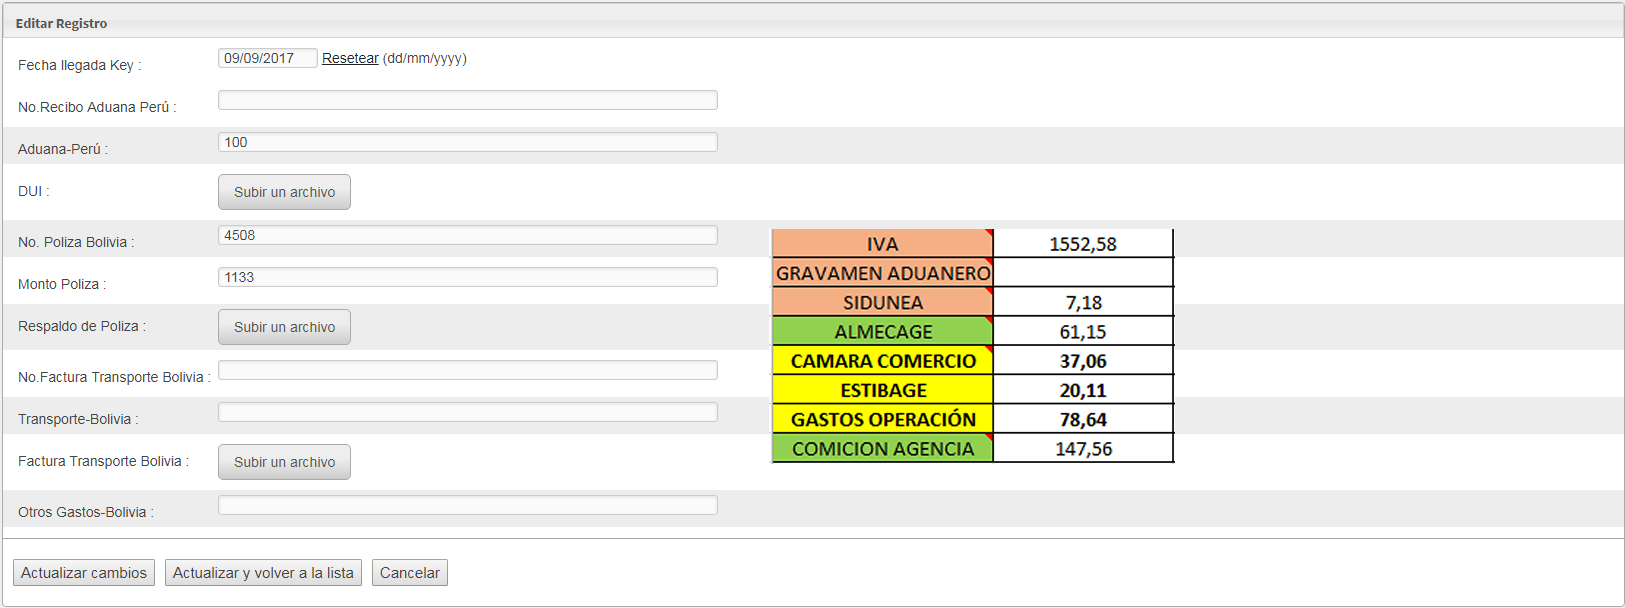 Editar Registro
Fecha llegada Key : 09/09/2017 Resetear (dd/mm/yyyy)
No.Recibo Aduana Perú :
Aduana-Perú : 100
DUI : Subir un archivo
No. Poliza Bolivia : 4508
Monto Poliza : 1133
Respaldo de Poliza : Subir un archivo
No.Factura Transporte Bolivia :
Transporte-Bolivia :
Factura Transporte Bolivia : Subir un archivo
Otros Gastos-Bolivia :
IVA 1552,58
GRAVAMEN ADUANERO
SIDUNEA 7,18
ALMECAGE 61,15
CAMARA COMERCIO 37,06
ESTIBAGE 20,11
GASTOS OPERACIÓN 78,64
COMICION AGENCIA 147,56
Actualizar cambios Actualizar y volver a la lista Cancelar